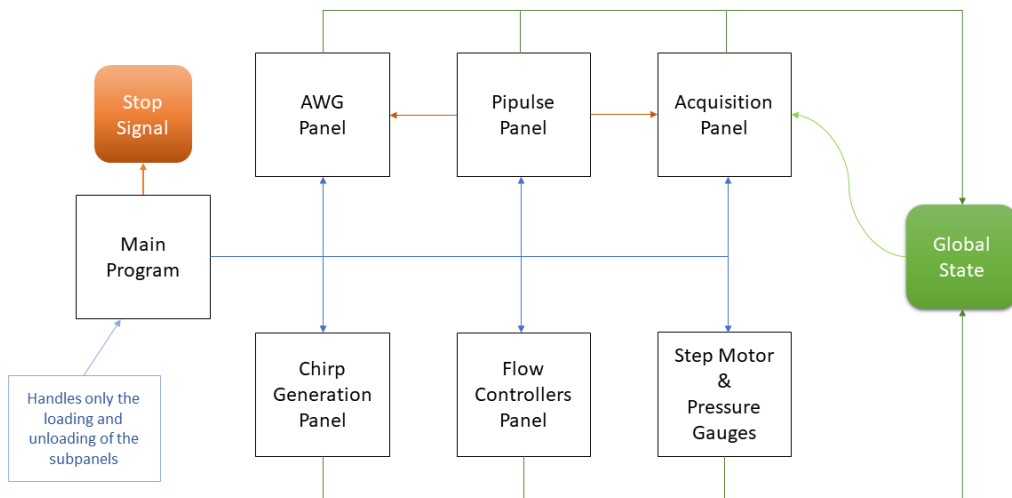 Stop
Signal
AWG
Panel
Pipulse
Panel
Acquisition
Panel
Main
Program
Global
State
Handles only the
loading and
unloading of the
subpanels
Chirp
Generation
Panel
Flow
Controllers
Panel
Step Motor
&
Pressure
Gauges